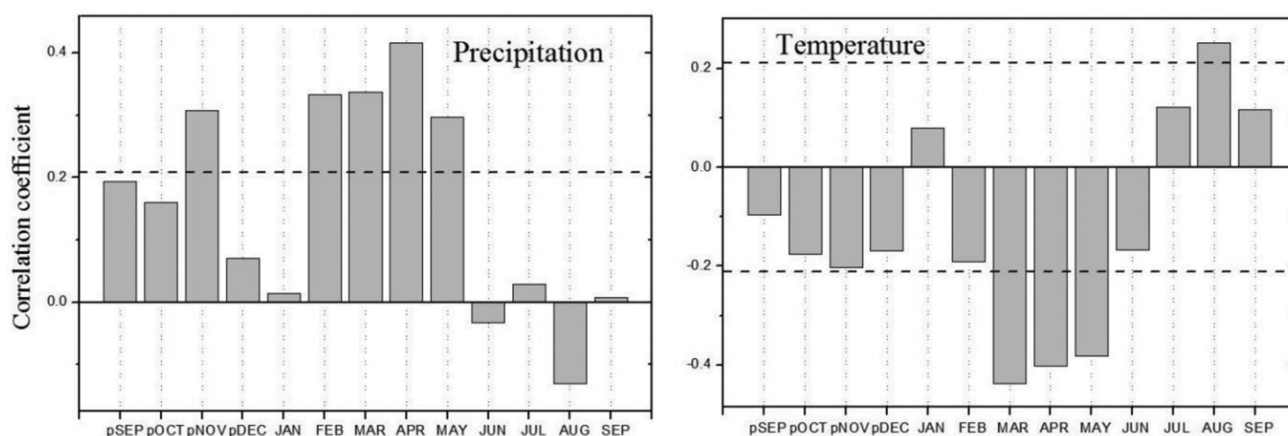 Precipitation
Correlation coefficient
0.4
0.2
0.0
pSEP pOCT pNOV pDEC JAN FEB MAR APR MAY JUN JUL AUG SEP
Temperature
0.2
0.0
-0.2
-0.4
pSEP pOCT pNOV pDEC JAN FEB MAR APR MAY JUN JUL AUG SEP